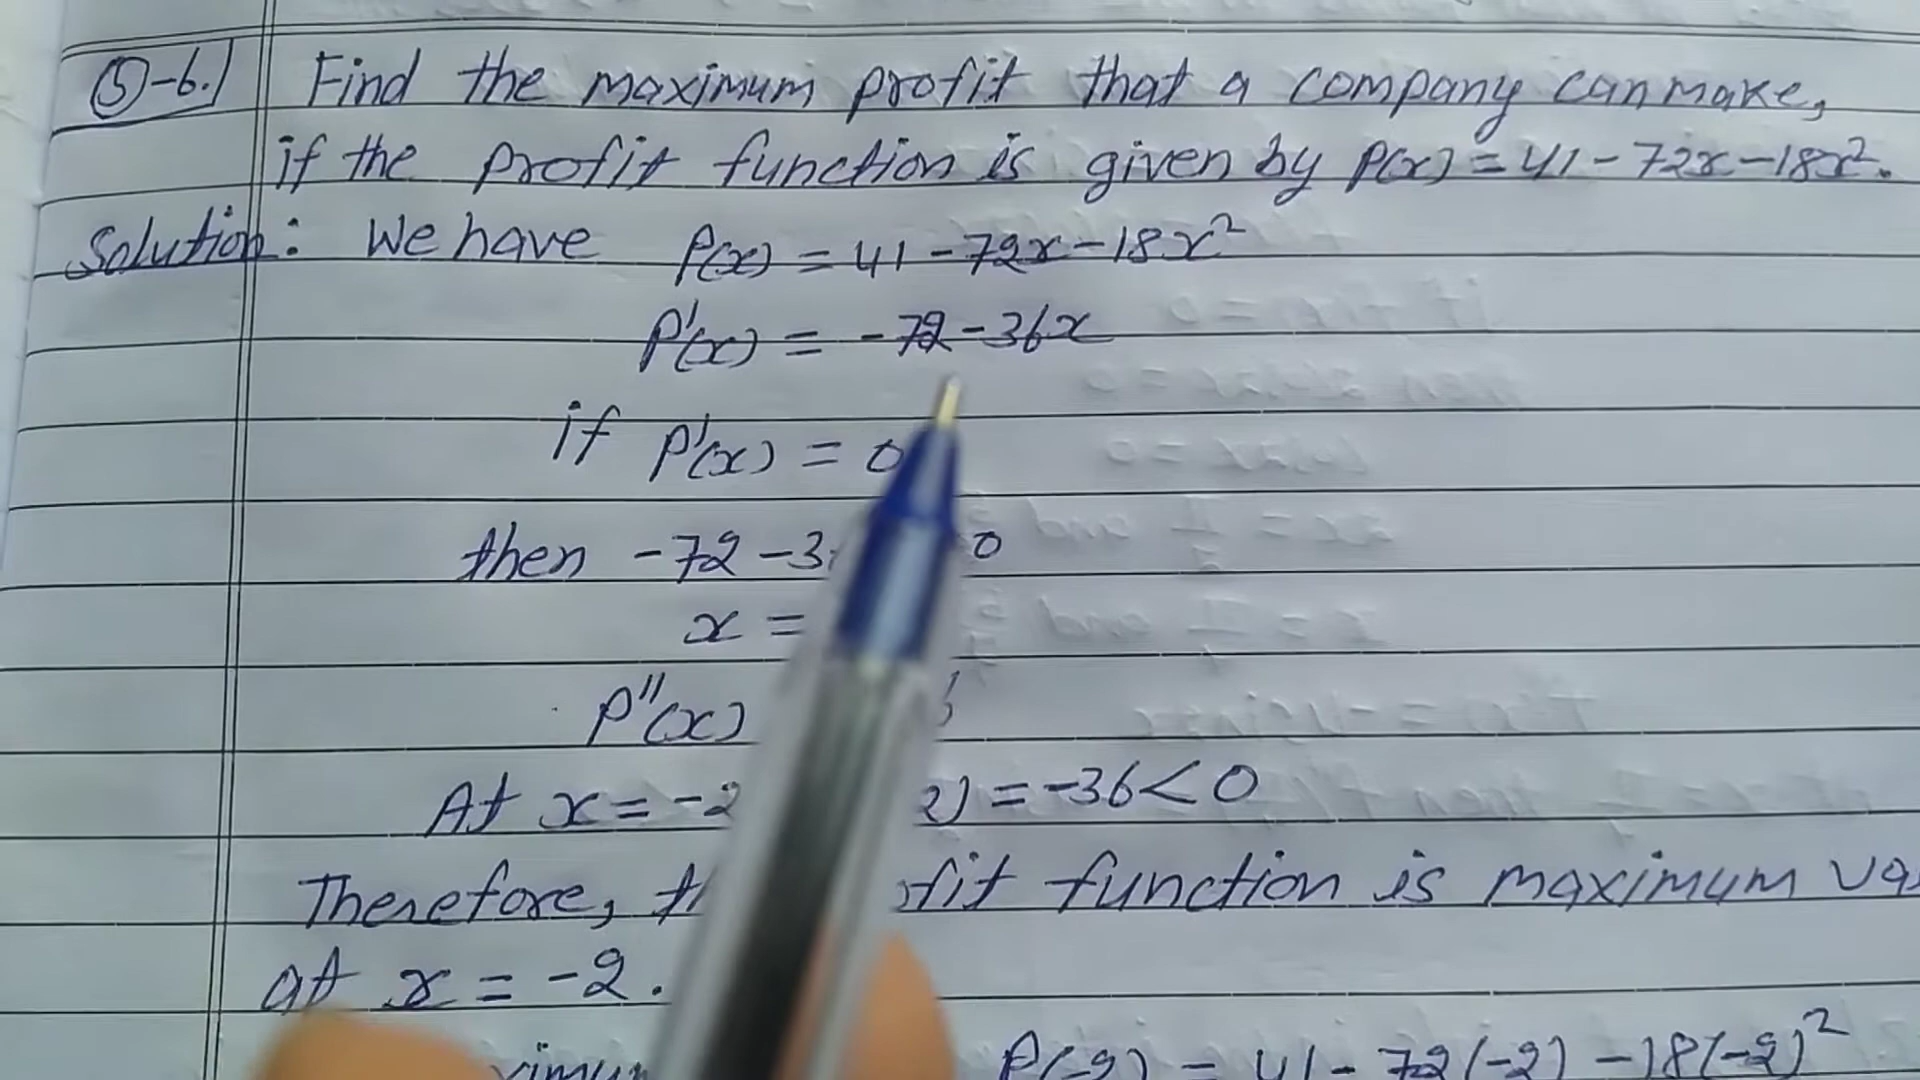 5-6. Find the maximum profit that a company can make,
if the profit function is given by P(x) = 41 - 72x - 18x².
Solution: We have P(x) = 41 - 72x - 18x²
P'(x) = -72 - 36x
if P'(x) = 0
then -72 - 3 0
x =
P''(x)
At x = -2 2) = -36 < 0
Therefore, function is maximum
at x = -2.
P(-2) = 41 - 72(-2) - 18(-2)²